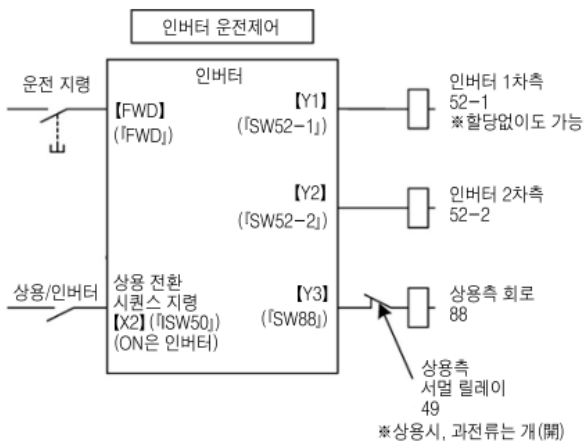 인버터 운전제어
인버터
운전 지령
【FWD】
(『FWD』)
【Y1】
(『SW52-1』)
인버터 1차측
52-1
※할당없이도 가능
【Y2】
(『SW52-2』)
인버터 2차측
52-2
상용/인버터
상용 전환
시퀀스 지령
【X2】(『ISW50』)
(ON은 인버터)
【Y3】
(『SW88』)
상용측 회로
88
상용측
서멀 릴레이
49
※상용시, 과전류는 개(開)